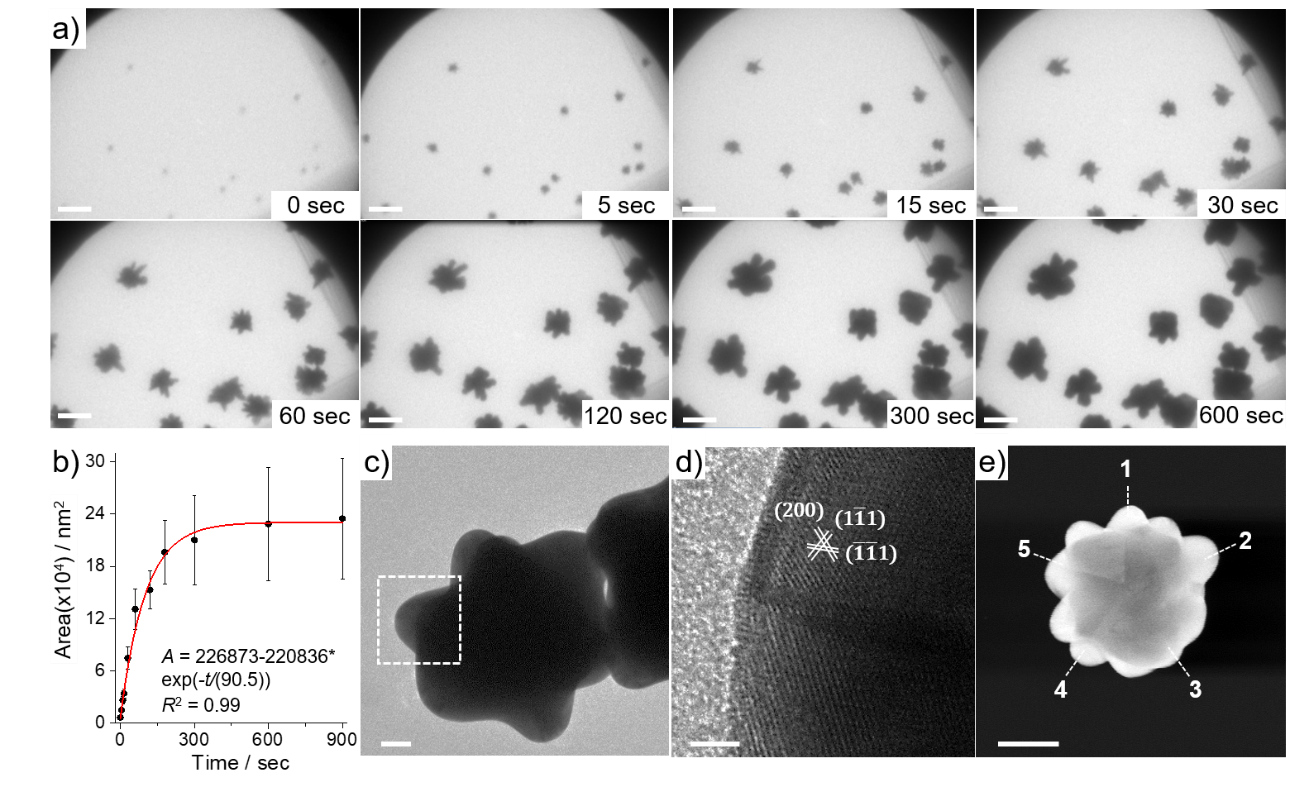 a)
0 sec
5 sec
15 sec
30 sec
60 sec
120 sec
300 sec
600 sec
b)
Area(x10⁴) / nm²
30
24
18
12
6
0
A = 226873-220836*
exp(-t/(90.5))
R² = 0.99
0
300
600
900
Time / sec
c)
d)
(200)
(11̄1)
(1̄1̄1)
e)
1
2
3
4
5